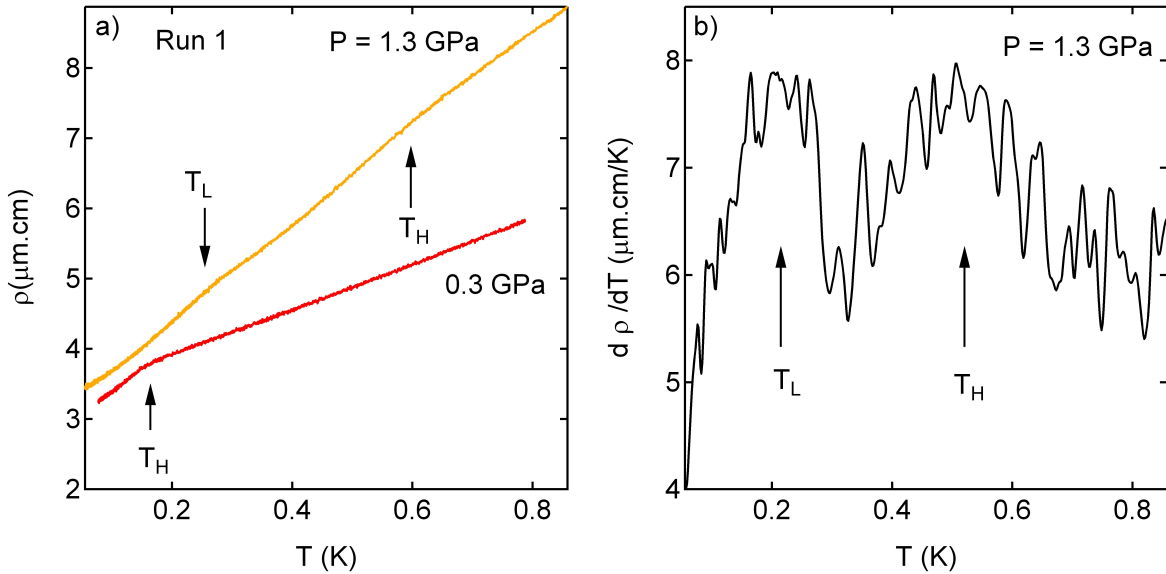 a)
Run 1
P = 1.3 GPa
8
7
6
5
4
3
2
ρ(μm.cm)
T_L
T_H
0.3 GPa
T_H
0.2
0.4
0.6
0.8
T (K)
b)
P = 1.3 GPa
8
7
6
5
4
d ρ /dT (μm.cm/K)
T_L
T_H
0.2
0.4
0.6
0.8
T (K)